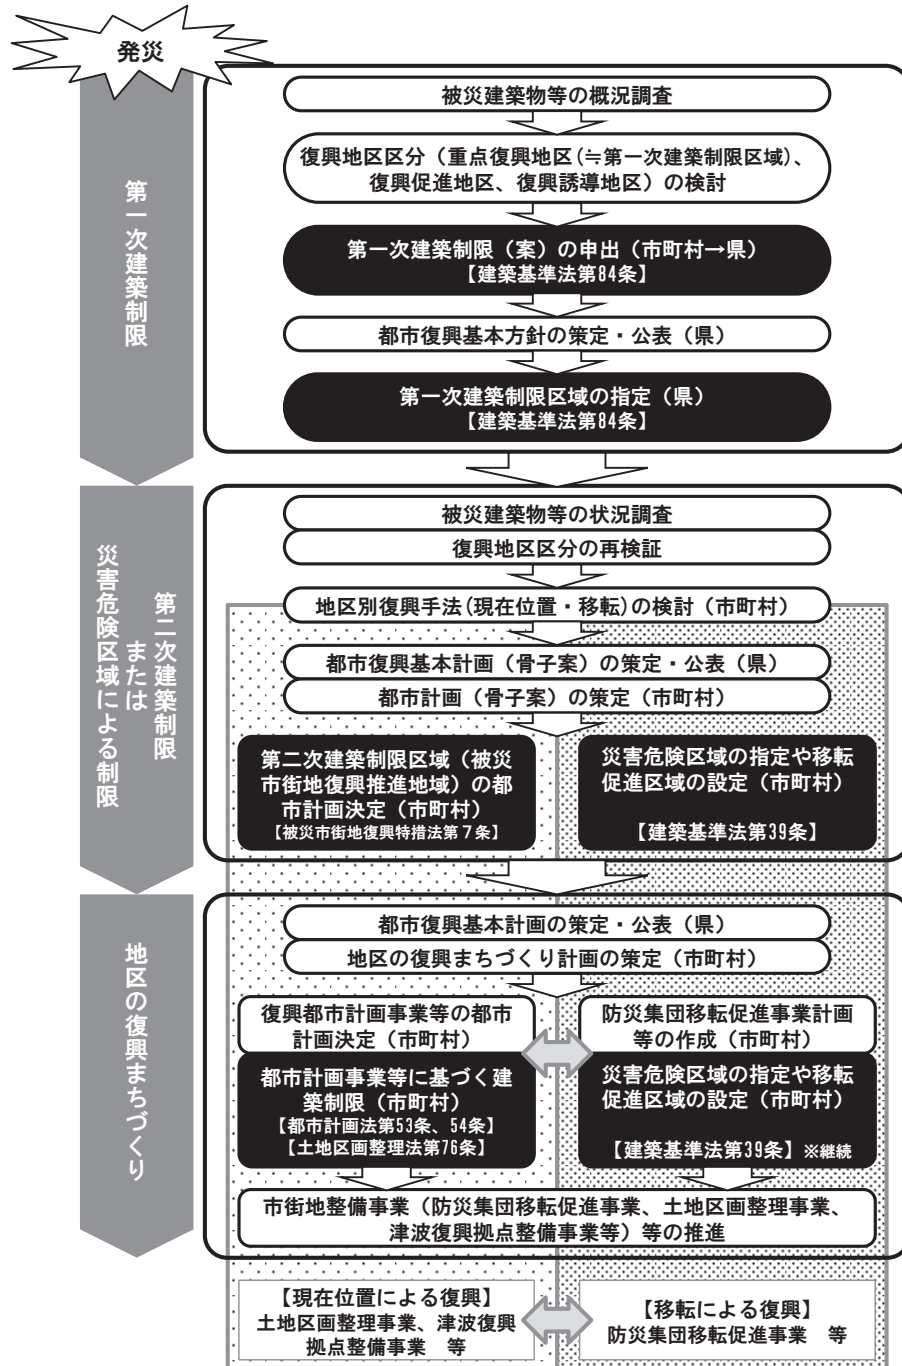 発災
第一次建築制限
被災建築物等の概況調査
復興地区区分（重点復興地区(≒第一次建築制限区域)、
復興促進地区、復興誘導地区）の検討
第一次建築制限（案）の申出（市町村→県）
【建築基準法第84条】
都市復興基本方針の策定・公表（県）
第一次建築制限区域の指定（県）
【建築基準法第84条】
第二次建築制限
または
災害危険区域による制限
被災建築物等の状況調査
復興地区区分の再検証
地区別復興手法(現在位置・移転)の検討（市町村）
都市復興基本計画（骨子案）の策定・公表（県）
都市計画（骨子案）の策定（市町村）
第二次建築制限区域（被災
市街地復興推進地域）の都
市計画決定（市町村）
【被災市街地復興特措法第７条】
災害危険区域の指定や移転
促進区域の設定（市町村）
【建築基準法第39条】
地区の復興まちづくり
都市復興基本計画の策定・公表（県）
地区の復興まちづくり計画の策定（市町村）
復興都市計画事業等の都市
計画決定（市町村）
防災集団移転促進事業計画
等の作成（市町村）
都市計画事業等に基づく建
築制限（市町村）
【都市計画法第53条、54条】
【土地区画整理法第76条】
災害危険区域の指定や移転
促進区域の設定（市町村）
【建築基準法第39条】※継続
市街地整備事業（防災集団移転促進事業、土地区画整理事業、
津波復興拠点整備事業等）等の推進
【現在位置による復興】
土地区画整理事業、津波復興
拠点整備事業　等
【移転による復興】
防災集団移転促進事業　等